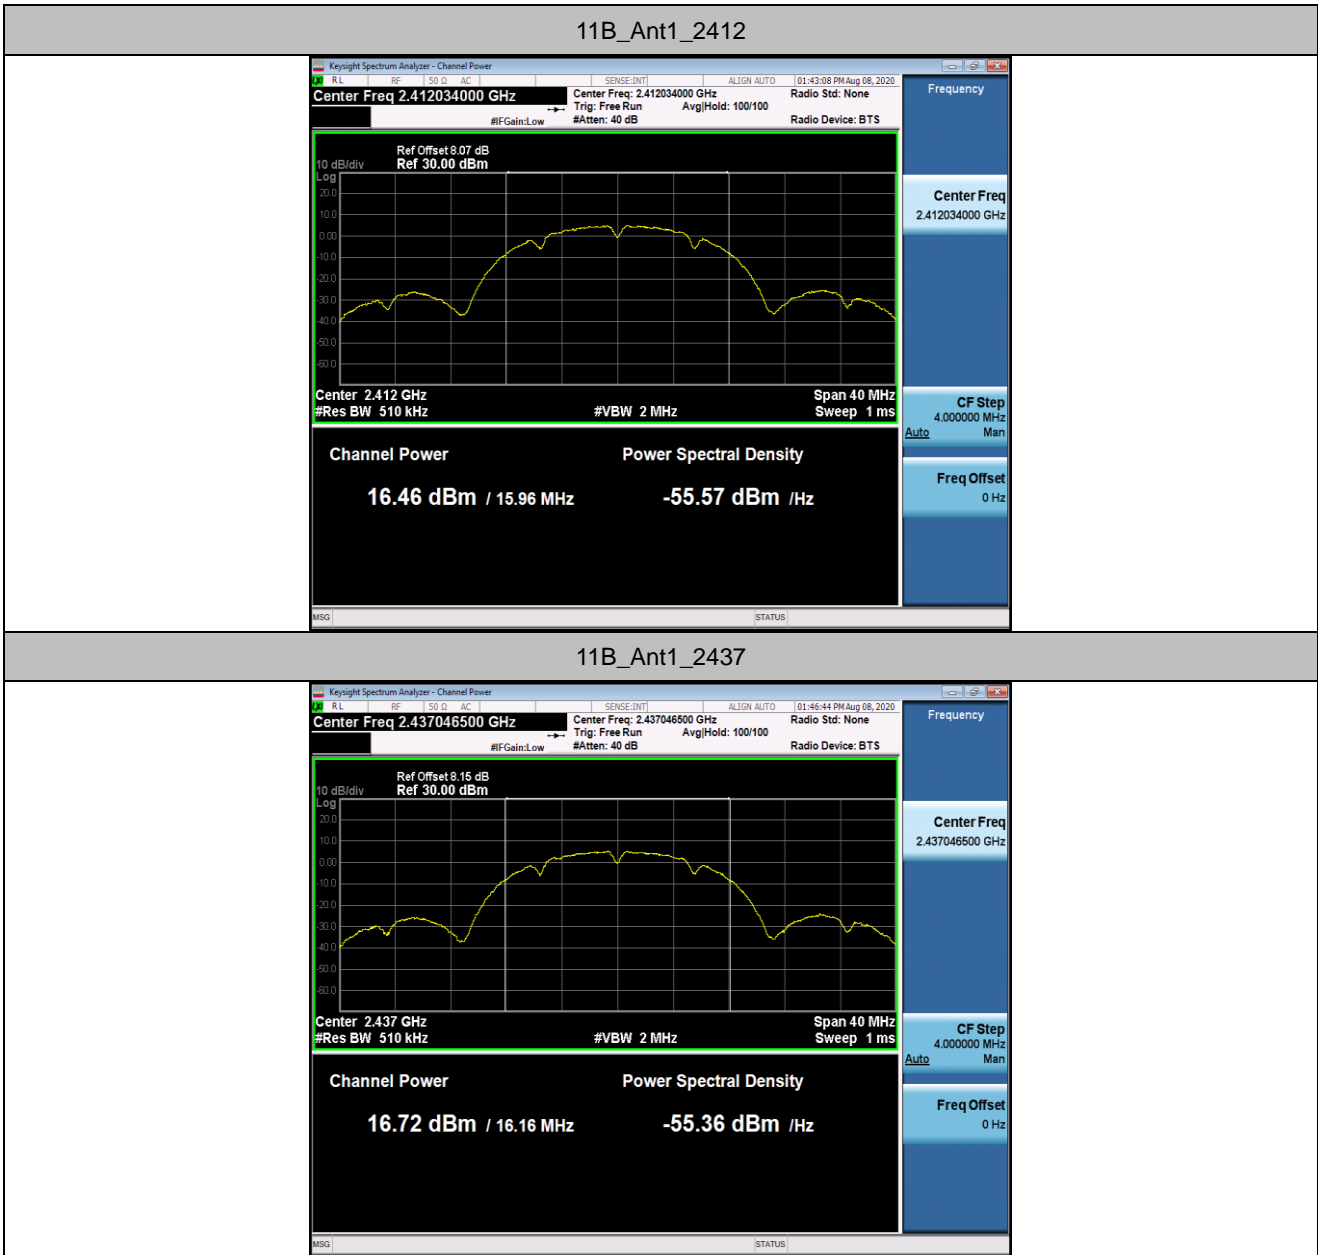 11B_Ant1_2412
Keysight Spectrum Analyzer - Channel Power
RL RF 50 Ω AC SENSE:INT ALIGN AUTO 01:43:08 PM Aug 08, 2020
Center Freq 2.412034000 GHz Center Freq: 2.412034000 GHz Radio Std: None Frequency
Trig: Free Run Avg|Hold: 100/100
#IFGain:Low #Atten: 40 dB Radio Device: BTS
Ref Offset 8.07 dB
10 dB/div Ref 30.00 dBm
Log
20.0
10.0
0.00
-10.0
-20.0
-30.0
-40.0
-50.0
-60.0
Center Freq
2.412034000 GHz
Center 2.412 GHz Span 40 MHz
#Res BW 510 kHz #VBW 2 MHz Sweep 1 ms
CF Step
4.000000 MHz
Auto Man
Channel Power Power Spectral Density
16.46 dBm / 15.96 MHz -55.57 dBm /Hz
Freq Offset
0 Hz
MSG STATUS
11B_Ant1_2437
Keysight Spectrum Analyzer - Channel Power
RL RF 50 Ω AC SENSE:INT ALIGN AUTO 01:46:44 PM Aug 08, 2020
Center Freq 2.437046500 GHz Center Freq: 2.437046500 GHz Radio Std: None Frequency
Trig: Free Run Avg|Hold: 100/100
#IFGain:Low #Atten: 40 dB Radio Device: BTS
Ref Offset 8.15 dB
10 dB/div Ref 30.00 dBm
Log
20.0
10.0
0.00
-10.0
-20.0
-30.0
-40.0
-50.0
-60.0
Center Freq
2.437046500 GHz
Center 2.437 GHz Span 40 MHz
#Res BW 510 kHz #VBW 2 MHz Sweep 1 ms
CF Step
4.000000 MHz
Auto Man
Channel Power Power Spectral Density
16.72 dBm / 16.16 MHz -55.36 dBm /Hz
Freq Offset
0 Hz
MSG STATUS